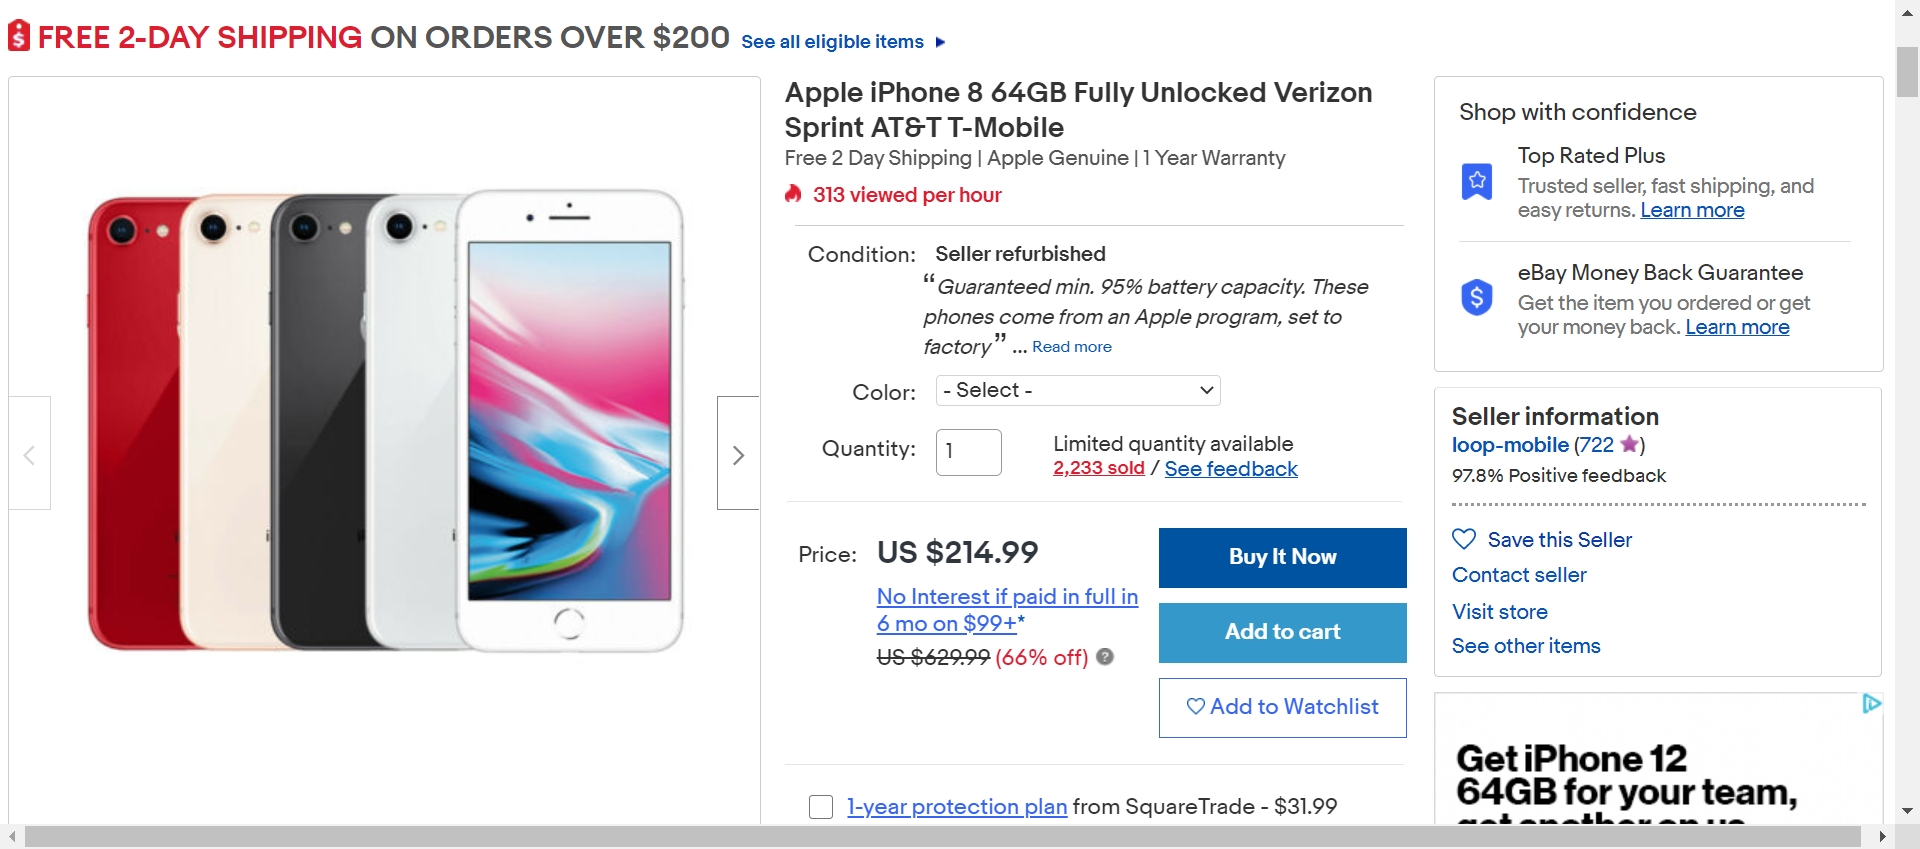 FREE 2-DAY SHIPPING ON ORDERS OVER $200 See all eligible items
Apple iPhone 8 64GB Fully Unlocked Verizon
Sprint AT&T T-Mobile
Free 2 Day Shipping | Apple Genuine | 1 Year Warranty
313 viewed per hour
Condition: Seller refurbished
“Guaranteed min. 95% battery capacity. These
phones come from an Apple program, set to
factory” ... Read more
Color: - Select -
Quantity: 1
Limited quantity available
2,233 sold / See feedback
Price: US $214.99
No Interest if paid in full in
6 mo on $99+*
US $629.99 (66% off) ?
Buy It Now
Add to cart
Add to Watchlist
1-year protection plan from SquareTrade - $31.99
Shop with confidence
Top Rated Plus
Trusted seller, fast shipping, and
easy returns. Learn more
eBay Money Back Guarantee
Get the item you ordered or get
your money back. Learn more
Seller information
loop-mobile (722 ★)
97.8% Positive feedback
Save this Seller
Contact seller
Visit store
See other items
Get iPhone 12
64GB for your team,
get another on us